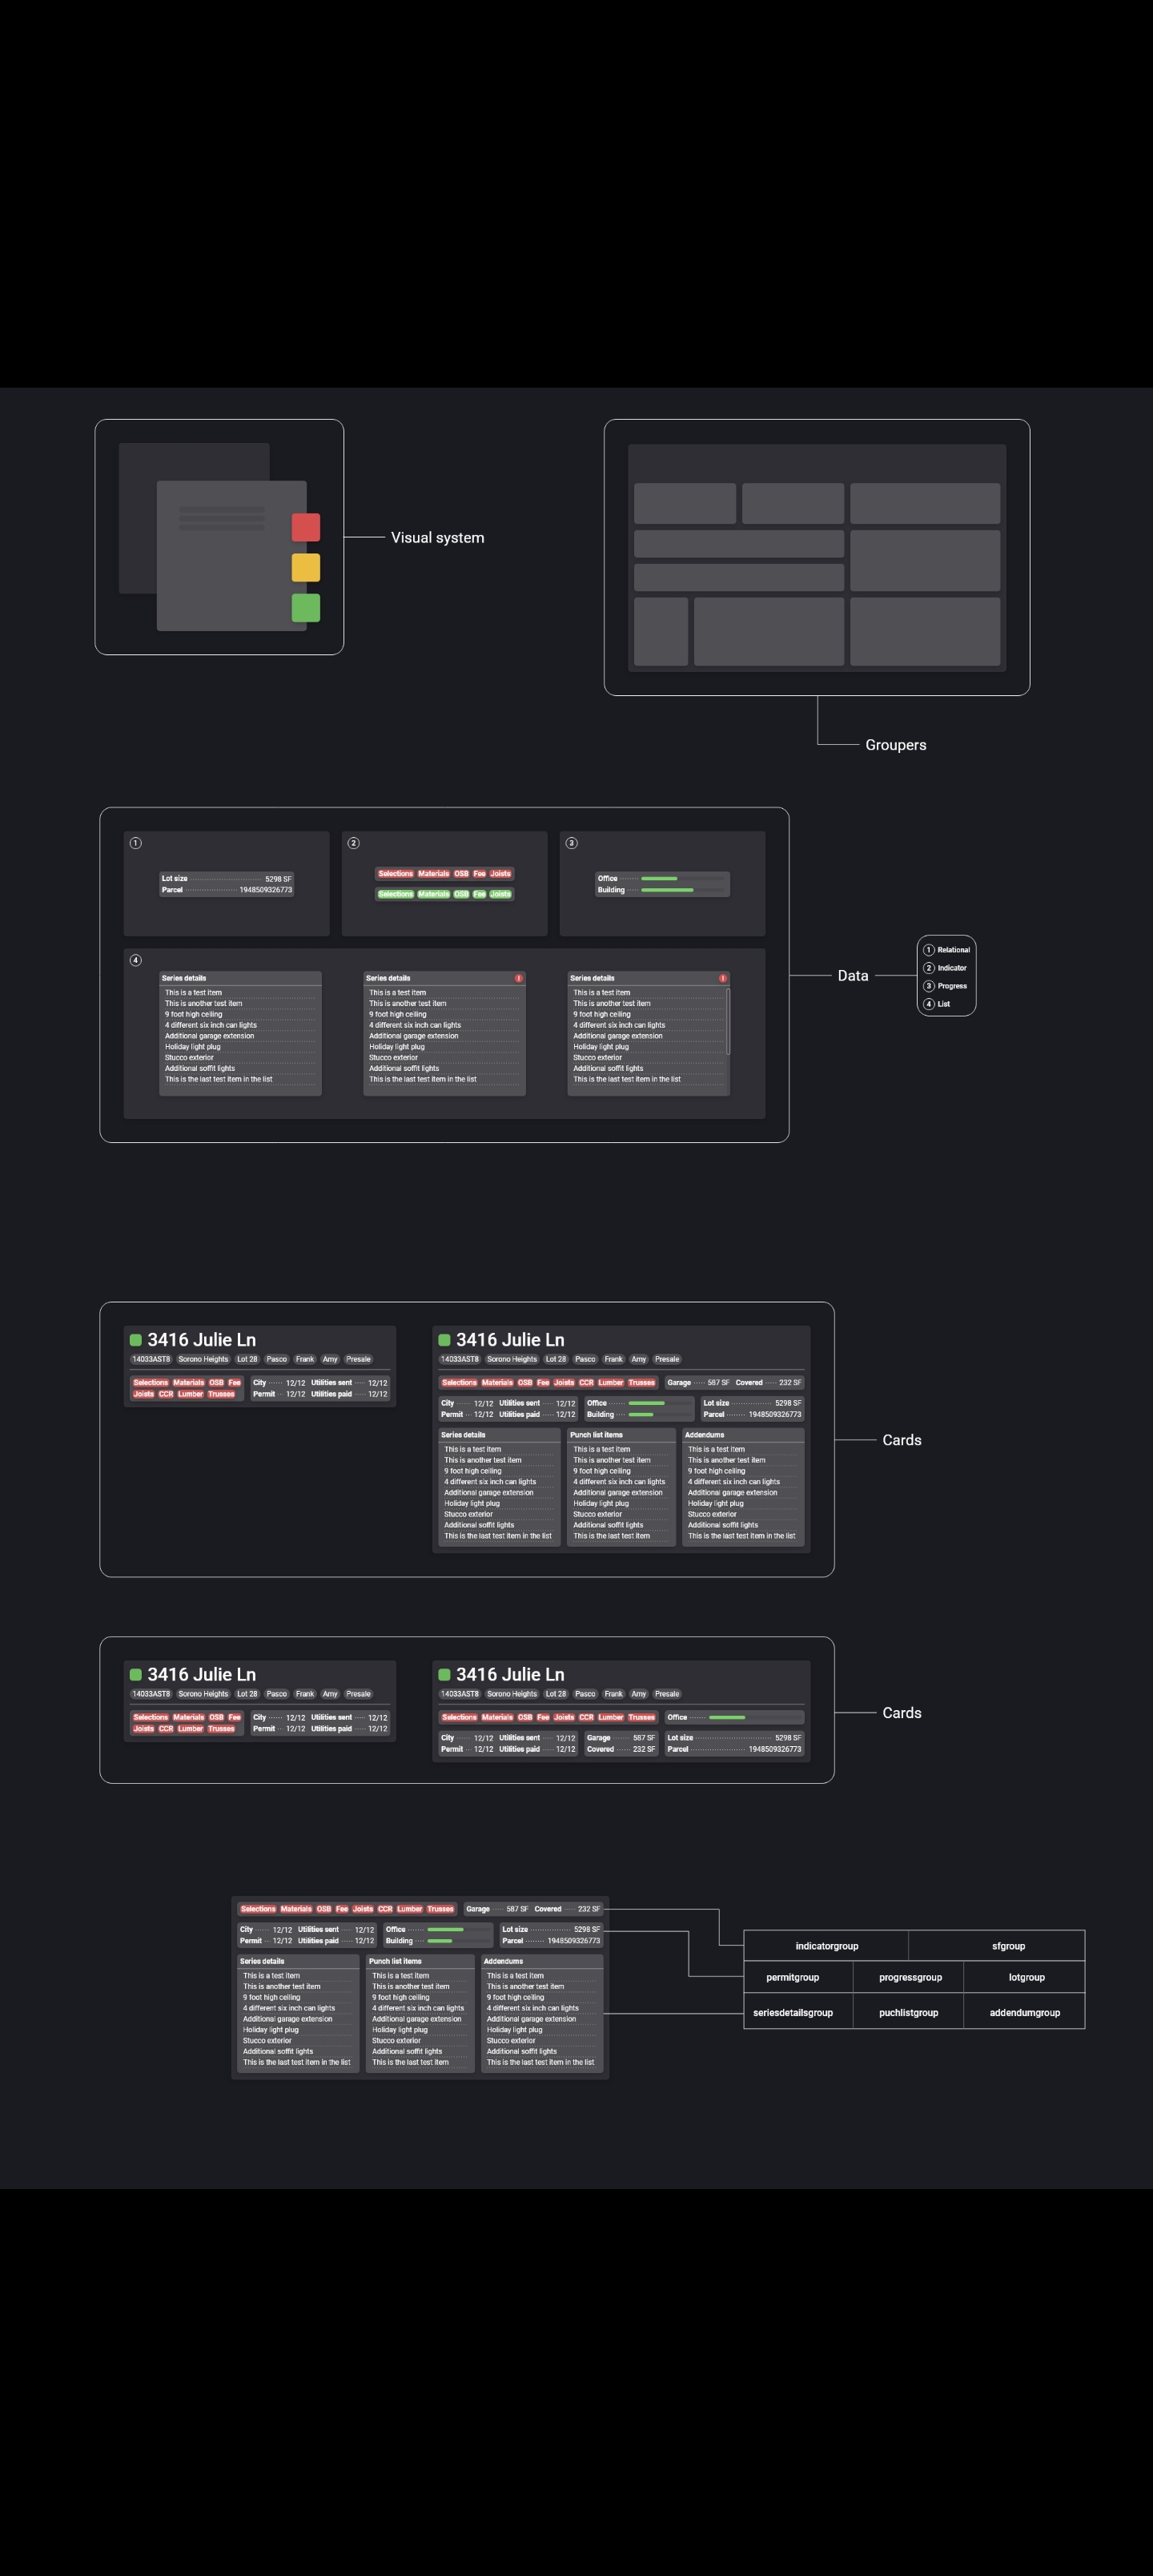 Visual system
Groupers
1
Lot size 5298 SF
Parcel 1948509326773
2
Selections Materials OSB Fee Joists
Selections Materials OSB Fee Joists
3
Office
Building
4
Series details
This is a test item
This is another test item
9 foot high ceiling
4 different six inch can lights
Additional garage extension
Holiday light plug
Stucco exterior
Additional soffit lights
This is the last test item in the list
Series details !
This is a test item
This is another test item
9 foot high ceiling
4 different six inch can lights
Additional garage extension
Holiday light plug
Stucco exterior
Additional soffit lights
This is the last test item in the list
Series details !
This is a test item
This is another test item
9 foot high ceiling
4 different six inch can lights
Additional garage extension
Holiday light plug
Stucco exterior
Additional soffit lights
This is the last test item in the list
Data
1 Relational
2 Indicator
3 Progress
4 List
3416 Julie Ln
14033AST8 Sorono Heights Lot 28 Pasco Frank Amy Presale
Selections Materials OSB Fee
Joists CCR Lumber Trusses
City 12/12 Utilities sent 12/12
Permit 12/12 Utilities paid 12/12
3416 Julie Ln
14033AST8 Sorono Heights Lot 28 Pasco Frank Amy Presale
Selections Materials OSB Fee Joists CCR Lumber Trusses
Garage 587 SF Covered 232 SF
City 12/12 Utilities sent 12/12
Permit 12/12 Utilities paid 12/12
Office
Building
Lot size 5298 SF
Parcel 1948509326773
Series details
This is a test item
This is another test item
9 foot high ceiling
4 different six inch can lights
Additional garage extension
Holiday light plug
Stucco exterior
Additional soffit lights
This is the last test item in the list
Punch list items
This is a test item
This is another test item
9 foot high ceiling
4 different six inch can lights
Additional garage extension
Holiday light plug
Stucco exterior
Additional soffit lights
This is the last test item
Addendums
This is a test item
This is another test item
9 foot high ceiling
4 different six inch can lights
Additional garage extension
Holiday light plug
Stucco exterior
Additional soffit lights
This is the last test item in the list
Cards
3416 Julie Ln
14033AST8 Sorono Heights Lot 28 Pasco Frank Amy Presale
Selections Materials OSB Fee
Joists CCR Lumber Trusses
City 12/12 Utilities sent 12/12
Permit 12/12 Utilities paid 12/12
3416 Julie Ln
14033AST8 Sorono Heights Lot 28 Pasco Frank Amy Presale
Selections Materials OSB Fee Joists CCR Lumber Trusses
Office
City 12/12 Utilities sent 12/12
Permit 12/12 Utilities paid 12/12
Garage 587 SF
Covered 232 SF
Lot size 5298 SF
Parcel 1948509326773
Cards
Selections Materials OSB Fee Joists CCR Lumber Trusses
Garage 587 SF Covered 232 SF
City 12/12 Utilities sent 12/12
Permit 12/12 Utilities paid 12/12
Office
Building
Lot size 5298 SF
Parcel 1948509326773
Series details
This is a test item
This is another test item
9 foot high ceiling
4 different six inch can lights
Additional garage extension
Holiday light plug
Stucco exterior
Additional soffit lights
This is the last test item in the list
Punch list items
This is a test item
This is another test item
9 foot high ceiling
4 different six inch can lights
Additional garage extension
Holiday light plug
Stucco exterior
Additional soffit lights
This is the last test item
Addendums
This is a test item
This is another test item
9 foot high ceiling
4 different six inch can lights
Additional garage extension
Holiday light plug
Stucco exterior
Additional soffit lights
This is the last test item in the list
indicatorgroup sfgroup
permitgroup progressgroup lotgroup
seriesdetailsgroup puchlistgroup addendumgroup